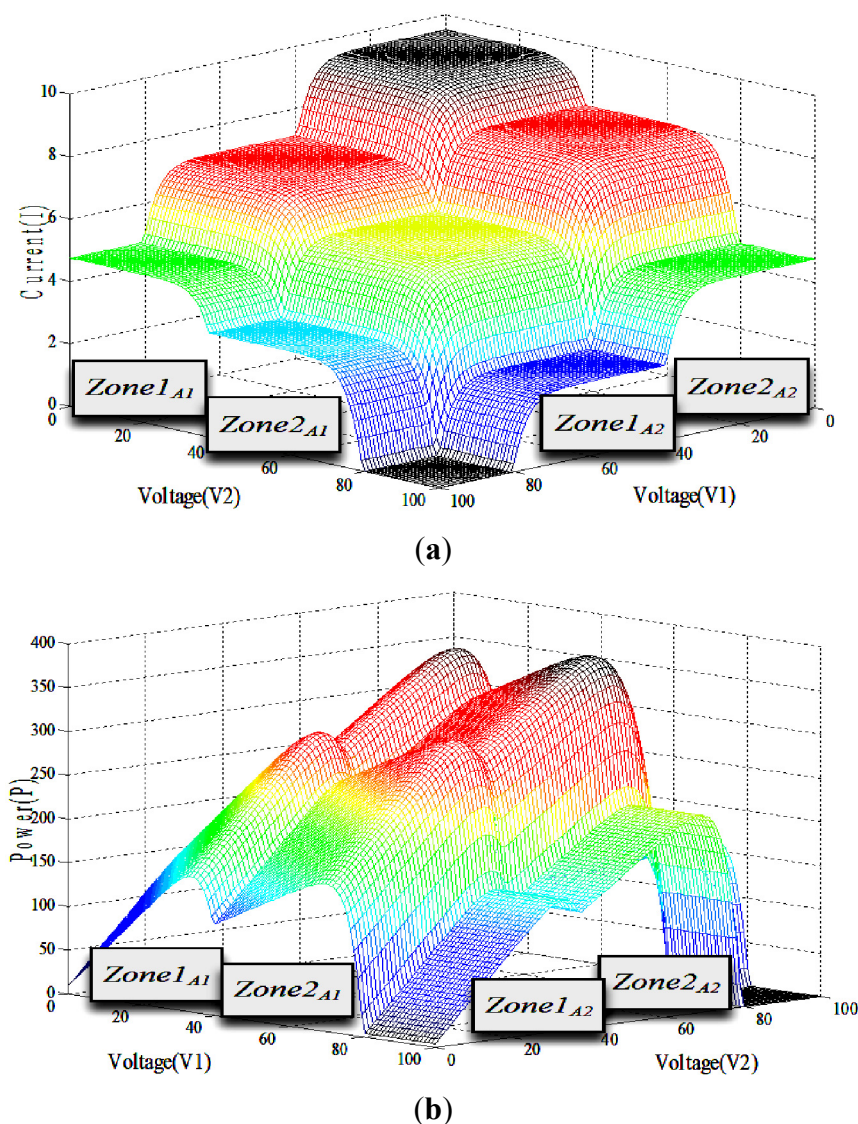 10
8
6
4
2
0
Current(I)
Zone1A1
Zone2A1
Zone1A2
Zone2A2
0
20
40
60
80
100
Voltage(V2)
100
80
60
40
20
0
Voltage(V1)
(a)
400
350
300
250
200
150
100
50
0
Power(P)
Zone1A1
Zone2A1
Zone1A2
Zone2A2
0
20
40
60
80
100
Voltage(V1)
0
20
40
60
80
100
Voltage(V2)
(b)